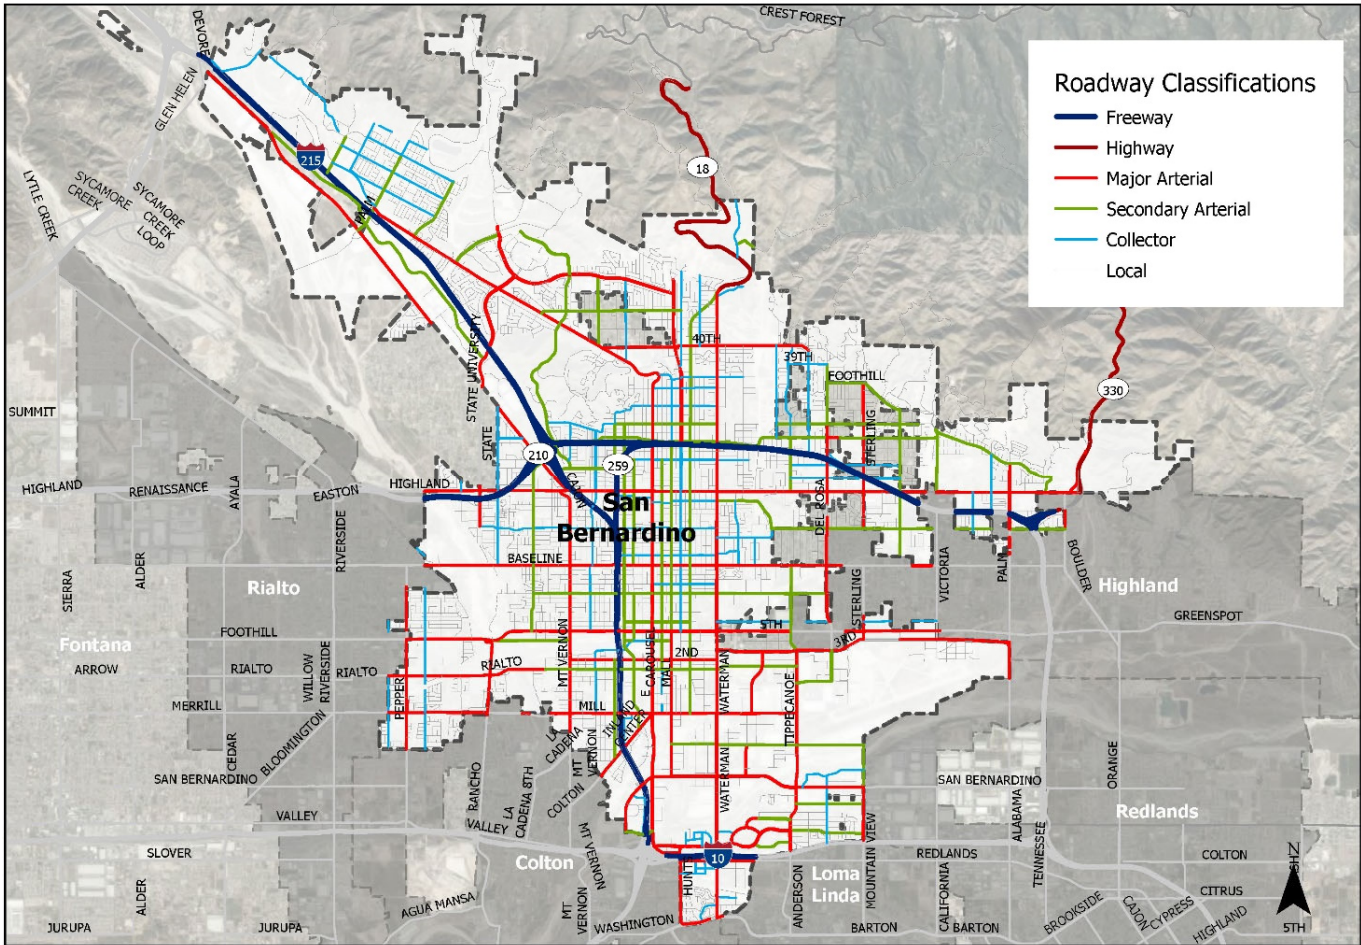 CREST FOREST
DEVORE
GLEN HELEN
LYTLE CREEK
SYCAMORE
CREEK
SYCAMORE
CREEK
LOOP
215
PALM
18
Roadway Classifications
Freeway
Highway
Major Arterial
Secondary Arterial
Collector
Local
STATE UNIVERSITY
40TH
39TH
FOOTHILL
330
SUMMIT
STATE
STERLING
210
259
CAJON
HIGHLAND
RENAISSANCE
AYALA
EASTON
HIGHLAND
RIVERSIDE
San
Bernardino
DEL ROSA
BASELINE
SIERRA
ALDER
Rialto
STERLING
VICTORIA
PALM
BOULDER
Highland
GREENSPOT
Fontana
FOOTHILL
ARROW
RIALTO
WILLOW
RIVERSIDE
RIALTO
RIALTO
MT VERNON
5TH
3RD
2ND
E CAROUSEL
MALL
WATERMAN
TIPPECANOE
MERRILL
PEPPER
MILL
INLAND
CENTER
LA
CADENA
MT
VERNON
CEDAR
BLOOMINGTON
SAN BERNARDINO
RANCHO
LA
CADENA 8TH
COLTON
WATERMAN
SAN BERNARDINO
ORANGE
ALABAMA
Redlands
VALLEY
VALLEY
MT VERNON
MOUNTAIN VIEW
TENNESSEE
SLOVER
Colton
HUNTS
10
REDLANDS
COLTON
Loma
Linda
ALDER
AGUA MANSA
MT
VERNON
WASHINGTON
ANDERSON
CALIFORNIA
CITRUS
BROOKSIDE
CAJON
CYPRESS
HIGHLAND
JURUPA
JURUPA
BARTON
BARTON
5TH